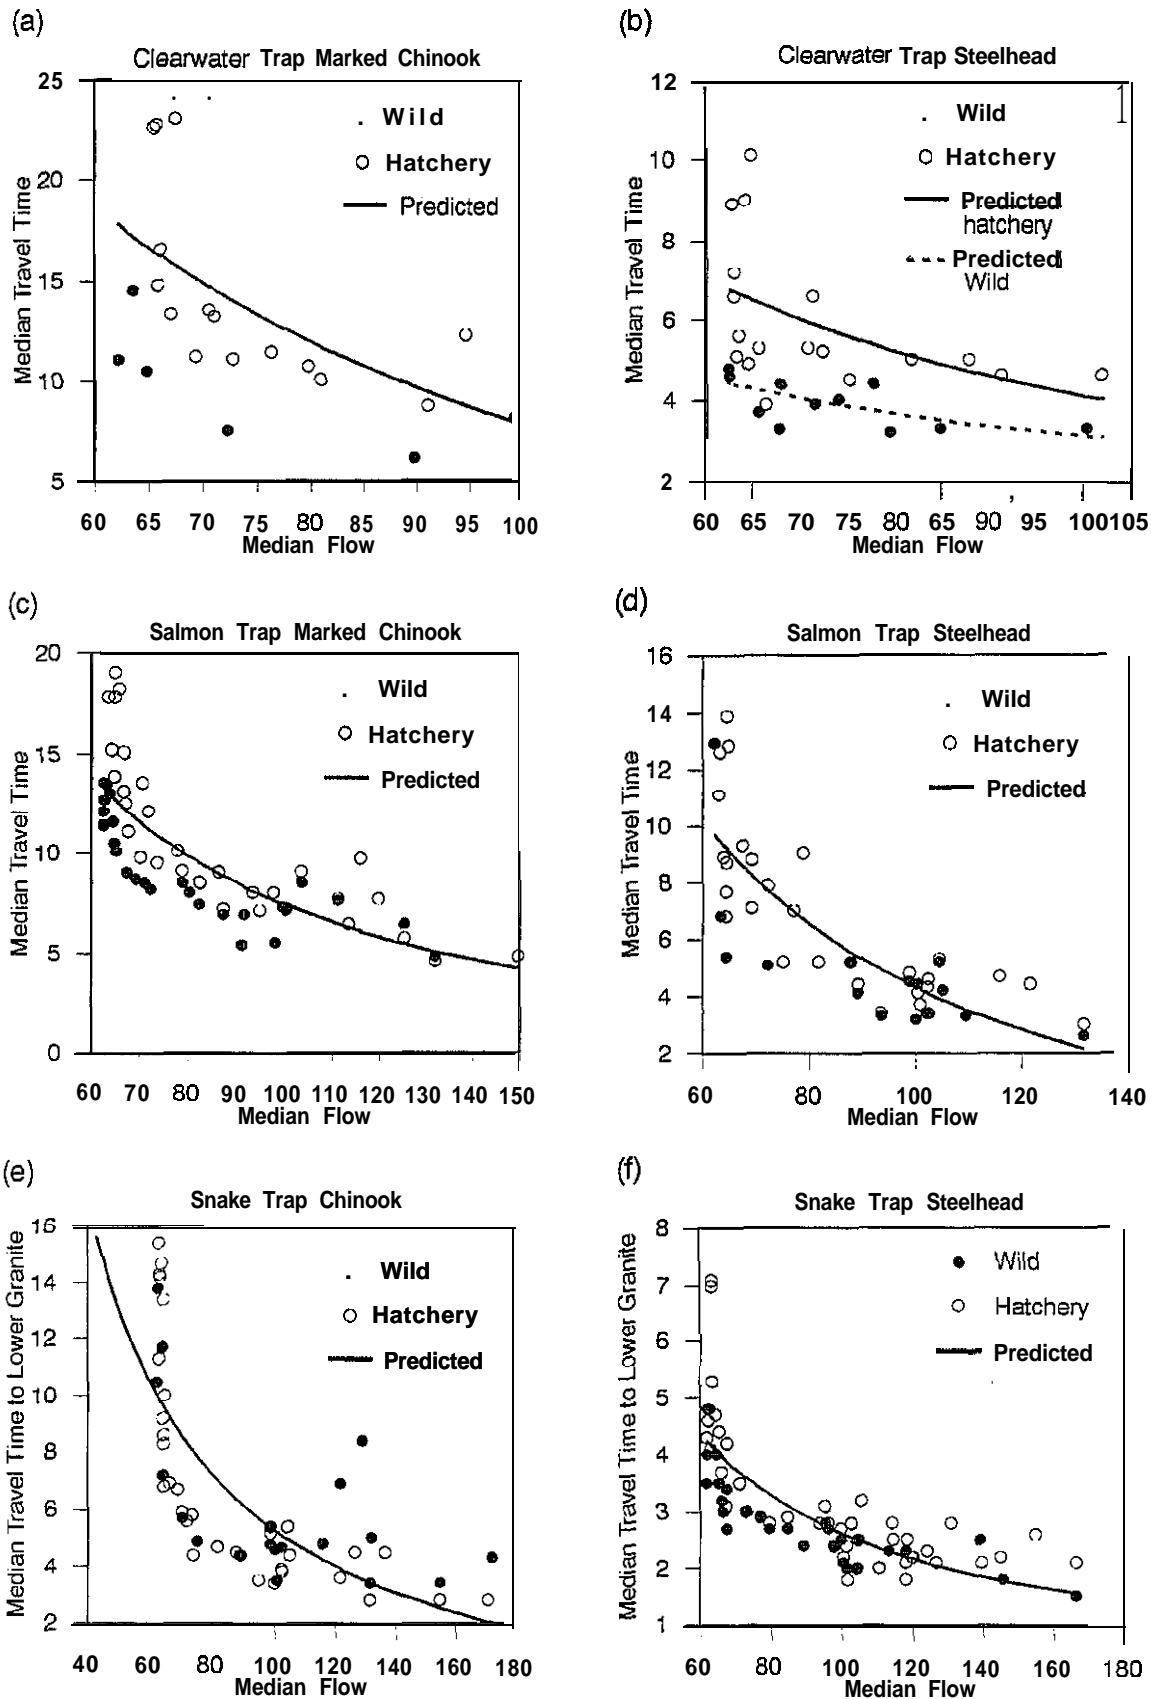 (a)
Clearwater Trap Marked Chinook
25
20
15
10
5
Median Travel Time
. Wild
Hatchery
Predicted
60 65 70 75 80 85 90 95 100
Median Flow
(b)
Clearwater Trap Steelhead
12
10
8
6
4
2
Median Travel Time
. Wild
Hatchery
Predicted
hatchery
Predicted
Wild
60 65 70 75 80 65 90 95 100105
Median Flow
(c)
Salmon Trap Marked Chinook
20
15
10
5
0
Median Travel Time
. Wild
Hatchery
Predicted
60 70 80 90 100 110 120 130 140 150
Median Flow
(d)
Salmon Trap Steelhead
16
14
12
10
8
6
4
2
Median Travel Time
. Wild
Hatchery
Predicted
60 80 100 120 140
Median Flow
(e)
Snake Trap Chinook
16
14
12
10
8
6
4
2
Median Travel Time to Lower Granite
. Wild
Hatchery
Predicted
40 60 80 100 120 140 160 180
Median Flow
(f)
Snake Trap Steelhead
8
7
6
5
4
3
2
1
Median Travel Time to Lower Granite
Wild
Hatchery
Predicted
60 80 100 120 140 160 180
Median Flow